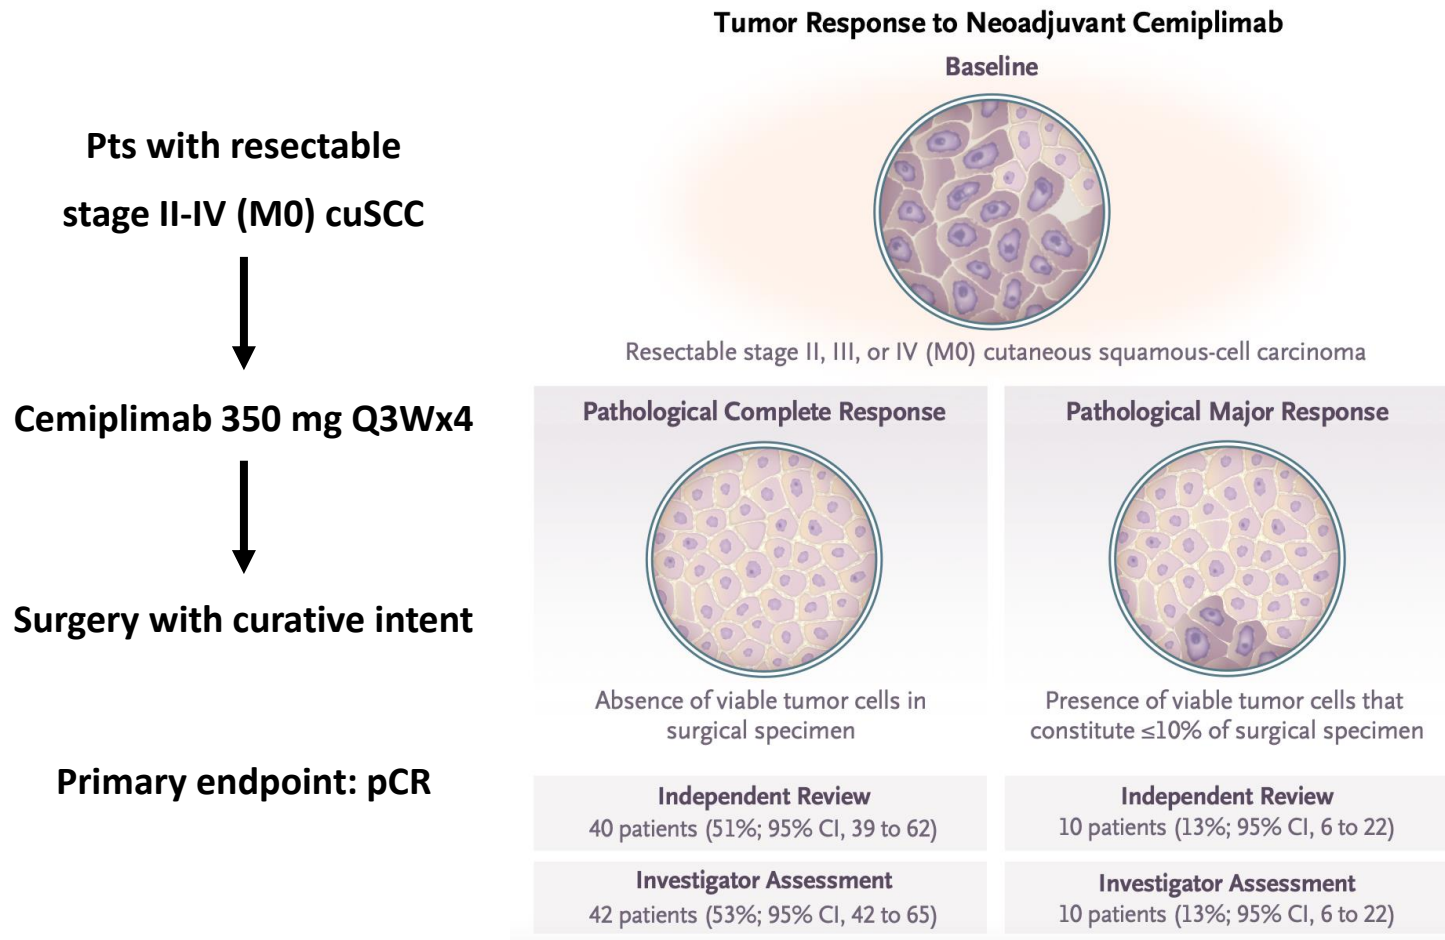 Pts with resectable
stage II-IV (M0) cuSCC
Cemiplimab 350 mg Q3Wx4
Surgery with curative intent
Primary endpoint: pCR
Tumor Response to Neoadjuvant Cemiplimab
Baseline
Resectable stage II, III, or IV (M0) cutaneous squamous-cell carcinoma
Pathological Complete Response
Absence of viable tumor cells in
surgical specimen
Independent Review
40 patients (51%; 95% CI, 39 to 62)
Investigator Assessment
42 patients (53%; 95% CI, 42 to 65)
Pathological Major Response
Presence of viable tumor cells that
constitute ≤10% of surgical specimen
Independent Review
10 patients (13%; 95% CI, 6 to 22)
Investigator Assessment
10 patients (13%; 95% CI, 6 to 22)